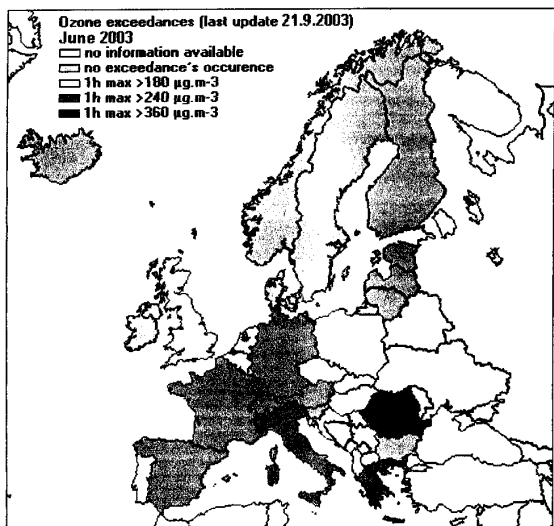 Ozone exceedances (last update 21.9.2003)
June 2003
no information available
no exceedance's occurence
1h max >180 µg.m-3
1h max >240 µg.m-3
1h max >360 µg.m-3